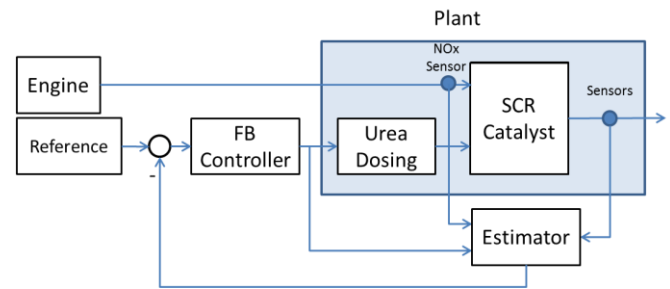 Plant
NOx
Sensor
Engine
SCR
Catalyst
Sensors
Reference
FB
Controller
Urea
Dosing
-
Estimator